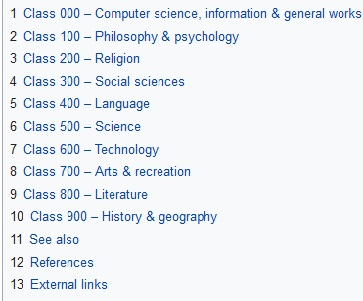 1 Class 000 – Computer science, information & general works
2 Class 100 – Philosophy & psychology
3 Class 200 – Religion
4 Class 300 – Social sciences
5 Class 400 – Language
6 Class 500 – Science
7 Class 600 – Technology
8 Class 700 – Arts & recreation
9 Class 800 – Literature
10 Class 900 – History & geography
11 See also
12 References
13 External links